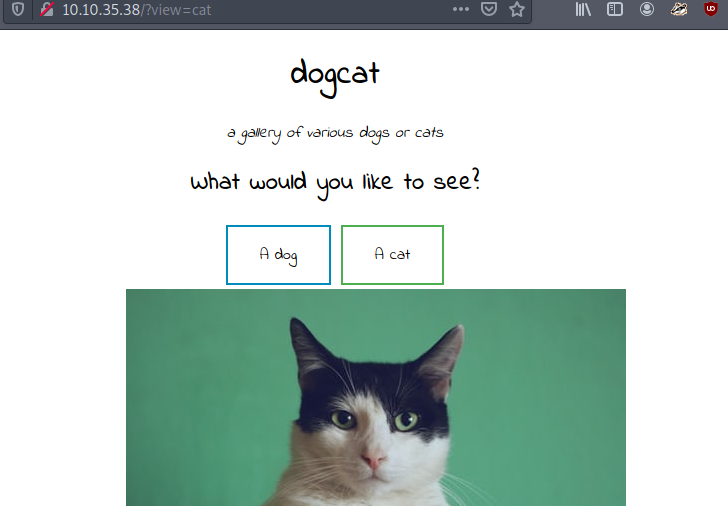 10.10.35.38/?view=cat
dogcat
a gallery of various dogs or cats
What would you like to see?
A dog
A cat